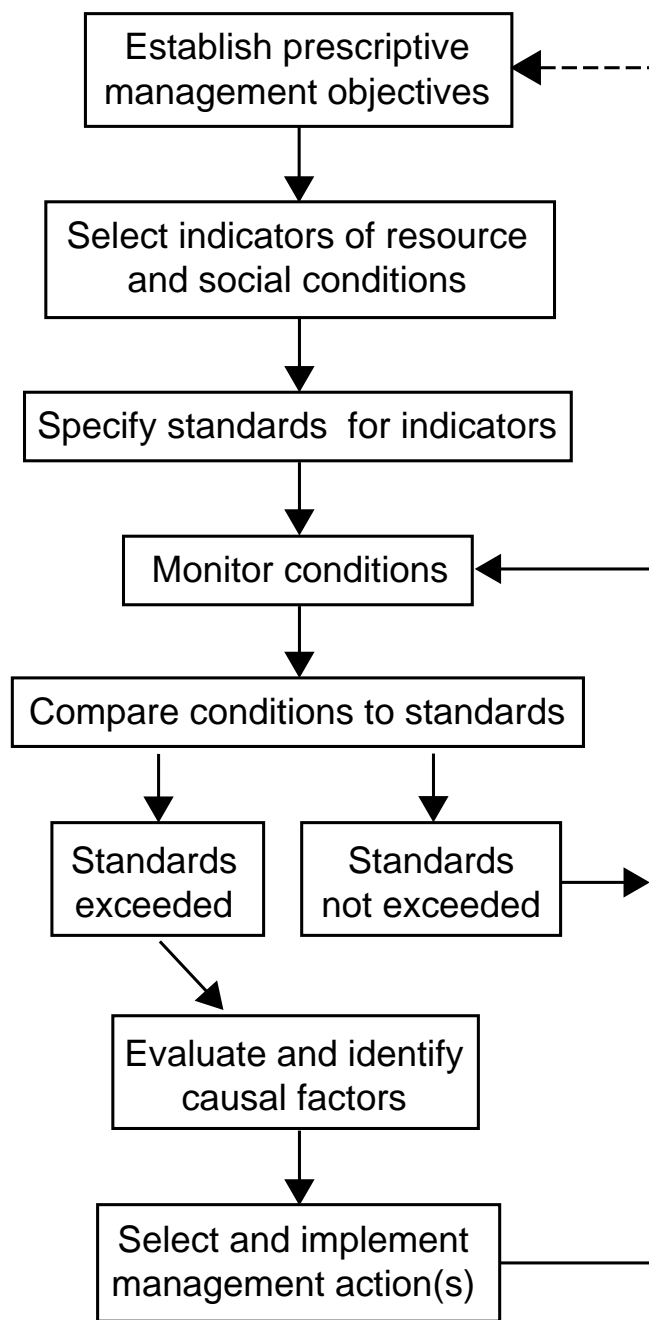 Establish prescriptive
management objectives
Select indicators of resource
and social conditions
Specify standards for indicators
Monitor conditions
Compare conditions to standards
Standards
exceeded
Standards
not exceeded
Evaluate and identify
causal factors
Select and implement
management action(s)